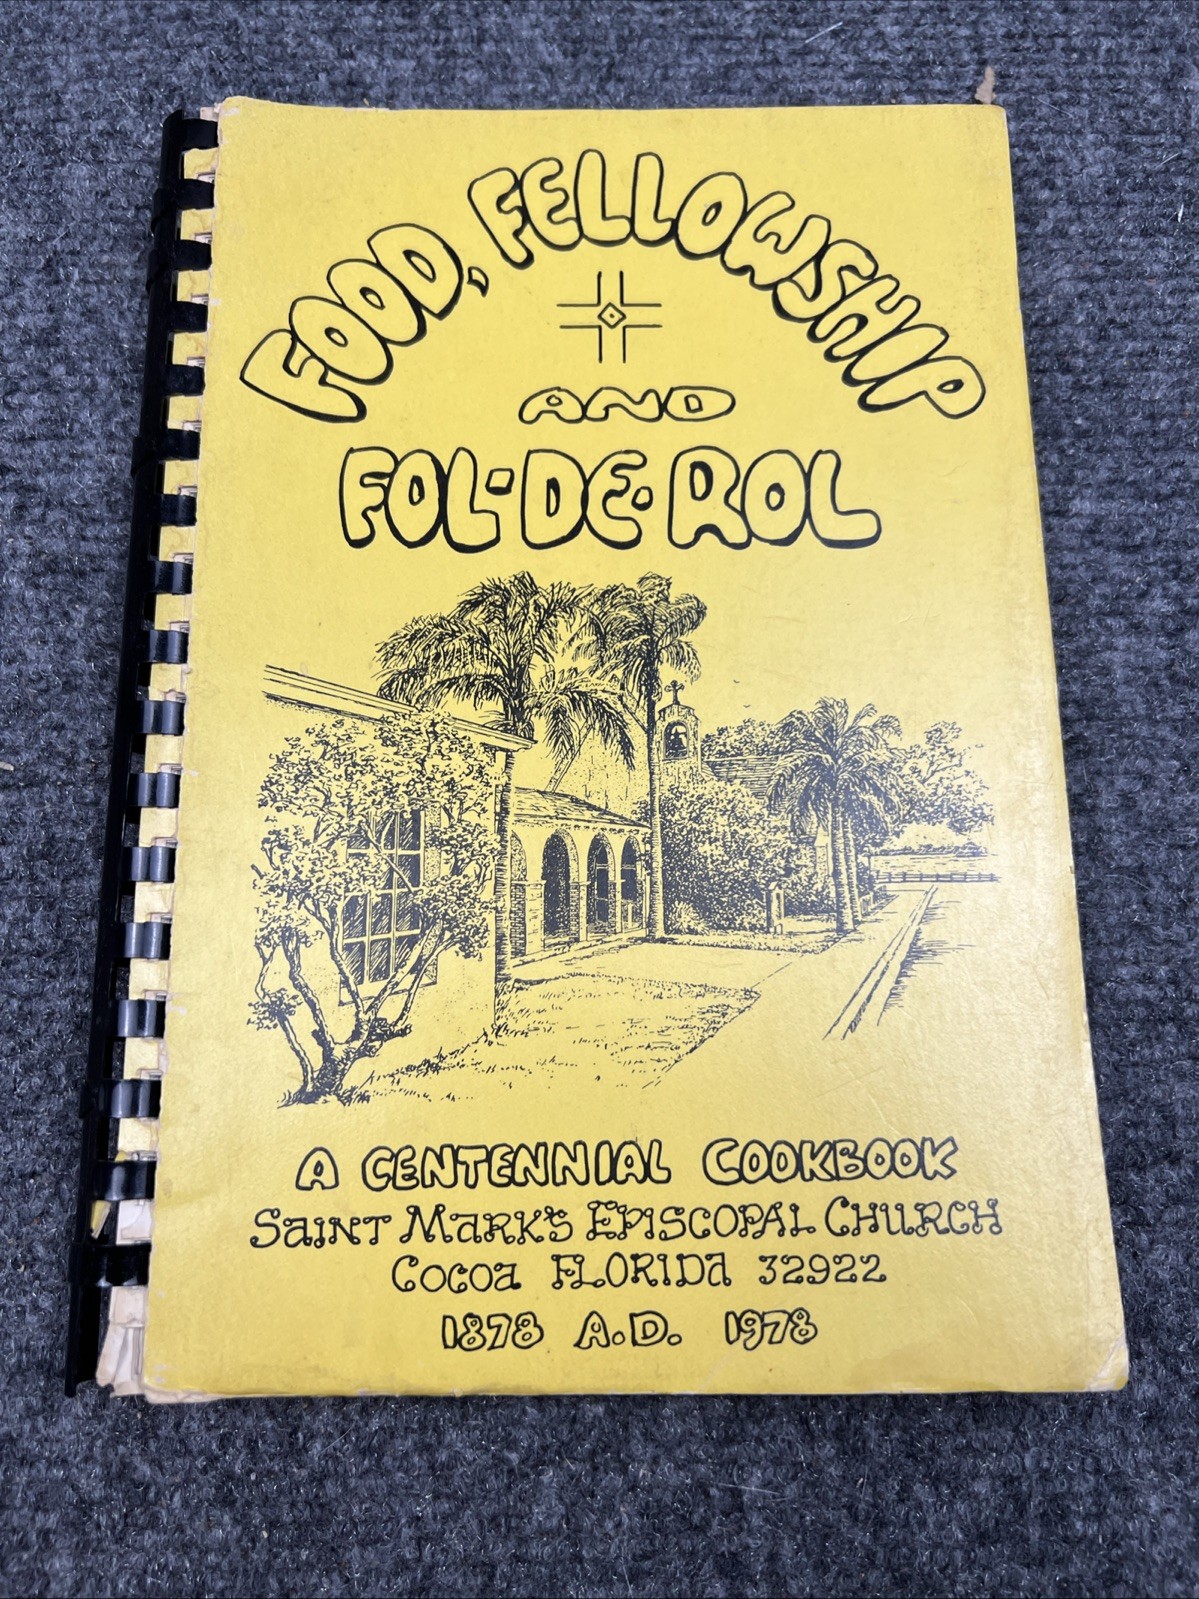 FOOD, FELLOWSHIP
AND
FOL-DE-ROL
A CENTENNIAL COOKBOOK
SAINT MARK'S EPISCOPAL CHURCH
COCOA FLORIDA 32922
1878 A.D. 1978